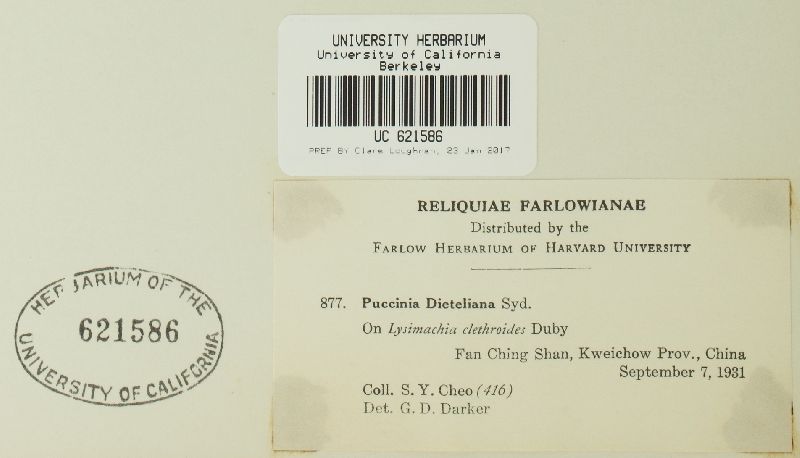 UNIVERSITY HERBARIUM
University of California
Berkeley
UC 621586
PREP BY Clare Loughran, 23 Jan 2017
RELIQUIAE FARLOWIANAE
Distributed by the
FARLOW HERBARIUM OF HARVARD UNIVERSITY
877. Puccinia Dieteliana Syd.
On Lysimachia clethroides Duby
Fan Ching Shan, Kweichow Prov., China
September 7, 1931
Coll. S. Y. Cheo (416)
Det. G. D. Darker
HERBARIUM OF THE
621586
UNIVERSITY OF CALIFORNIA